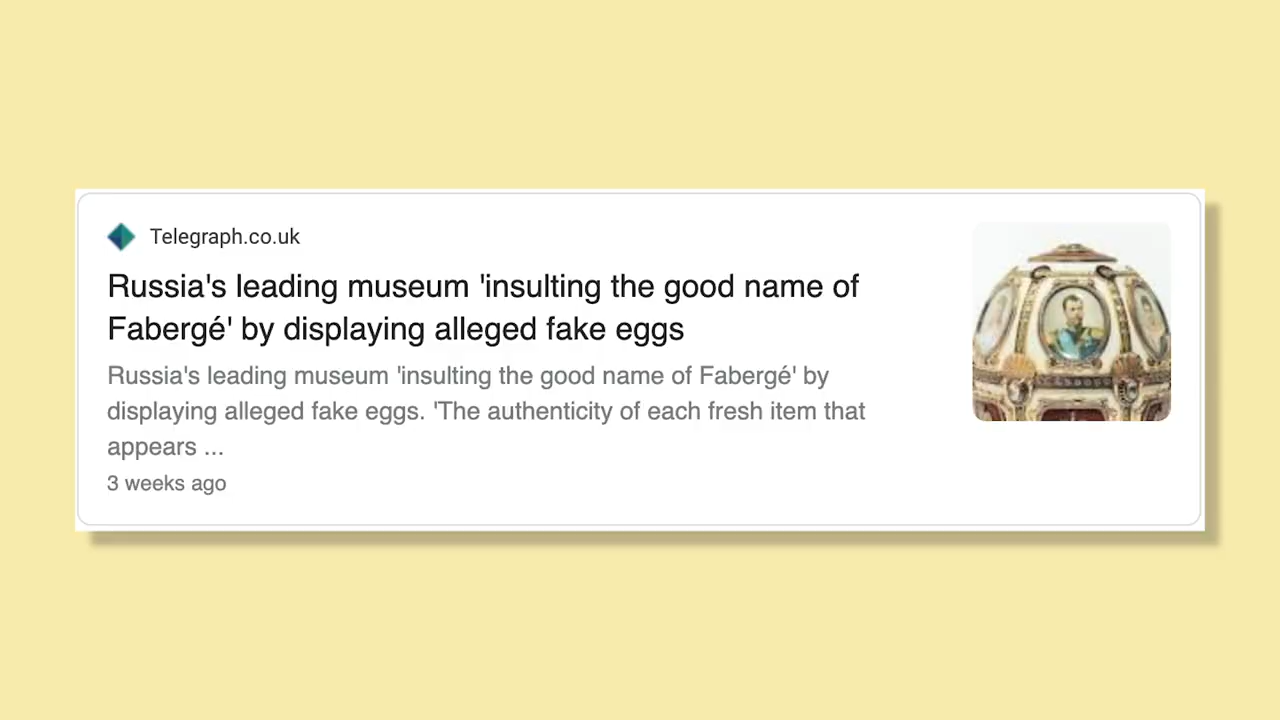 Telegraph.co.uk
Russia's leading museum 'insulting the good name of
Fabergé' by displaying alleged fake eggs
Russia's leading museum 'insulting the good name of Fabergé' by
displaying alleged fake eggs. 'The authenticity of each fresh item that
appears ...
3 weeks ago